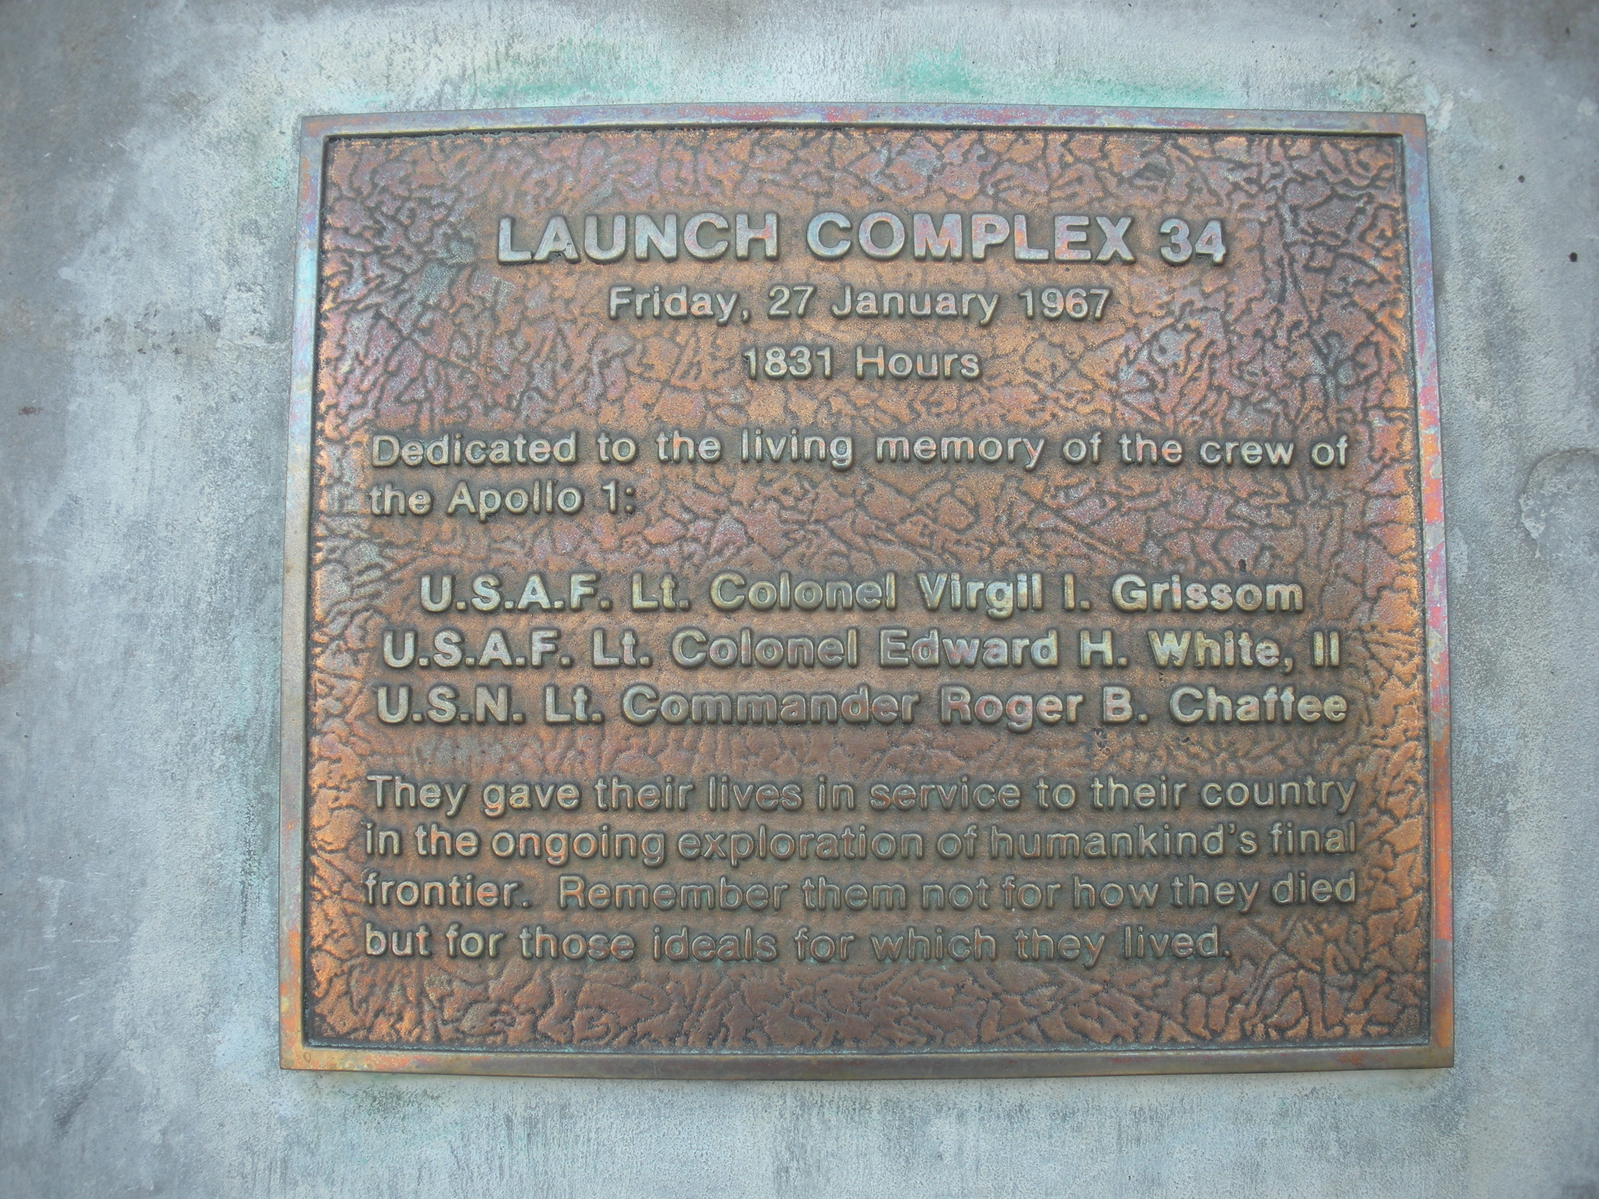 LAUNCH COMPLEX 34
Friday, 27 January 1967
1831 Hours
Dedicated to the living memory of the crew of
the Apollo 1:
U.S.A.F. Lt. Colonel Virgil I. Grissom
U.S.A.F. Lt. Colonel Edward H. White, II
U.S.N. Lt. Commander Roger B. Chaffee
They gave their lives in service to their country
in the ongoing exploration of humankind's final
frontier. Remember them not for how they died
but for those ideals for which they lived.